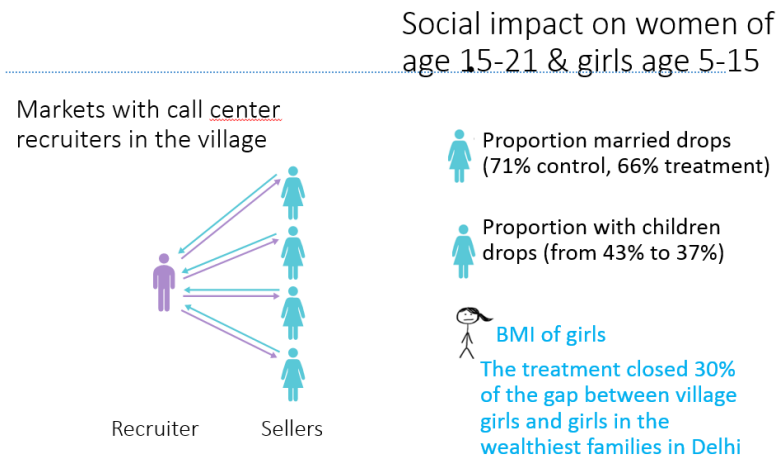 Social impact on women of
age 15-21 & girls age 5-15
Markets with call center
recruiters in the village
Recruiter
Sellers
Proportion married drops
(71% control, 66% treatment)
Proportion with children
drops (from 43% to 37%)
BMI of girls
The treatment closed 30%
of the gap between village
girls and girls in the
wealthiest families in Delhi